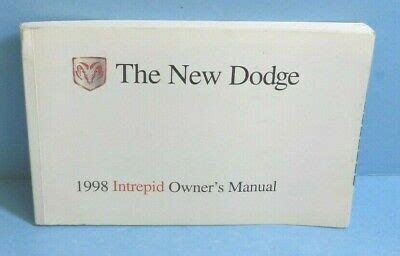 The New Dodge
1998 Intrepid Owner's Manual